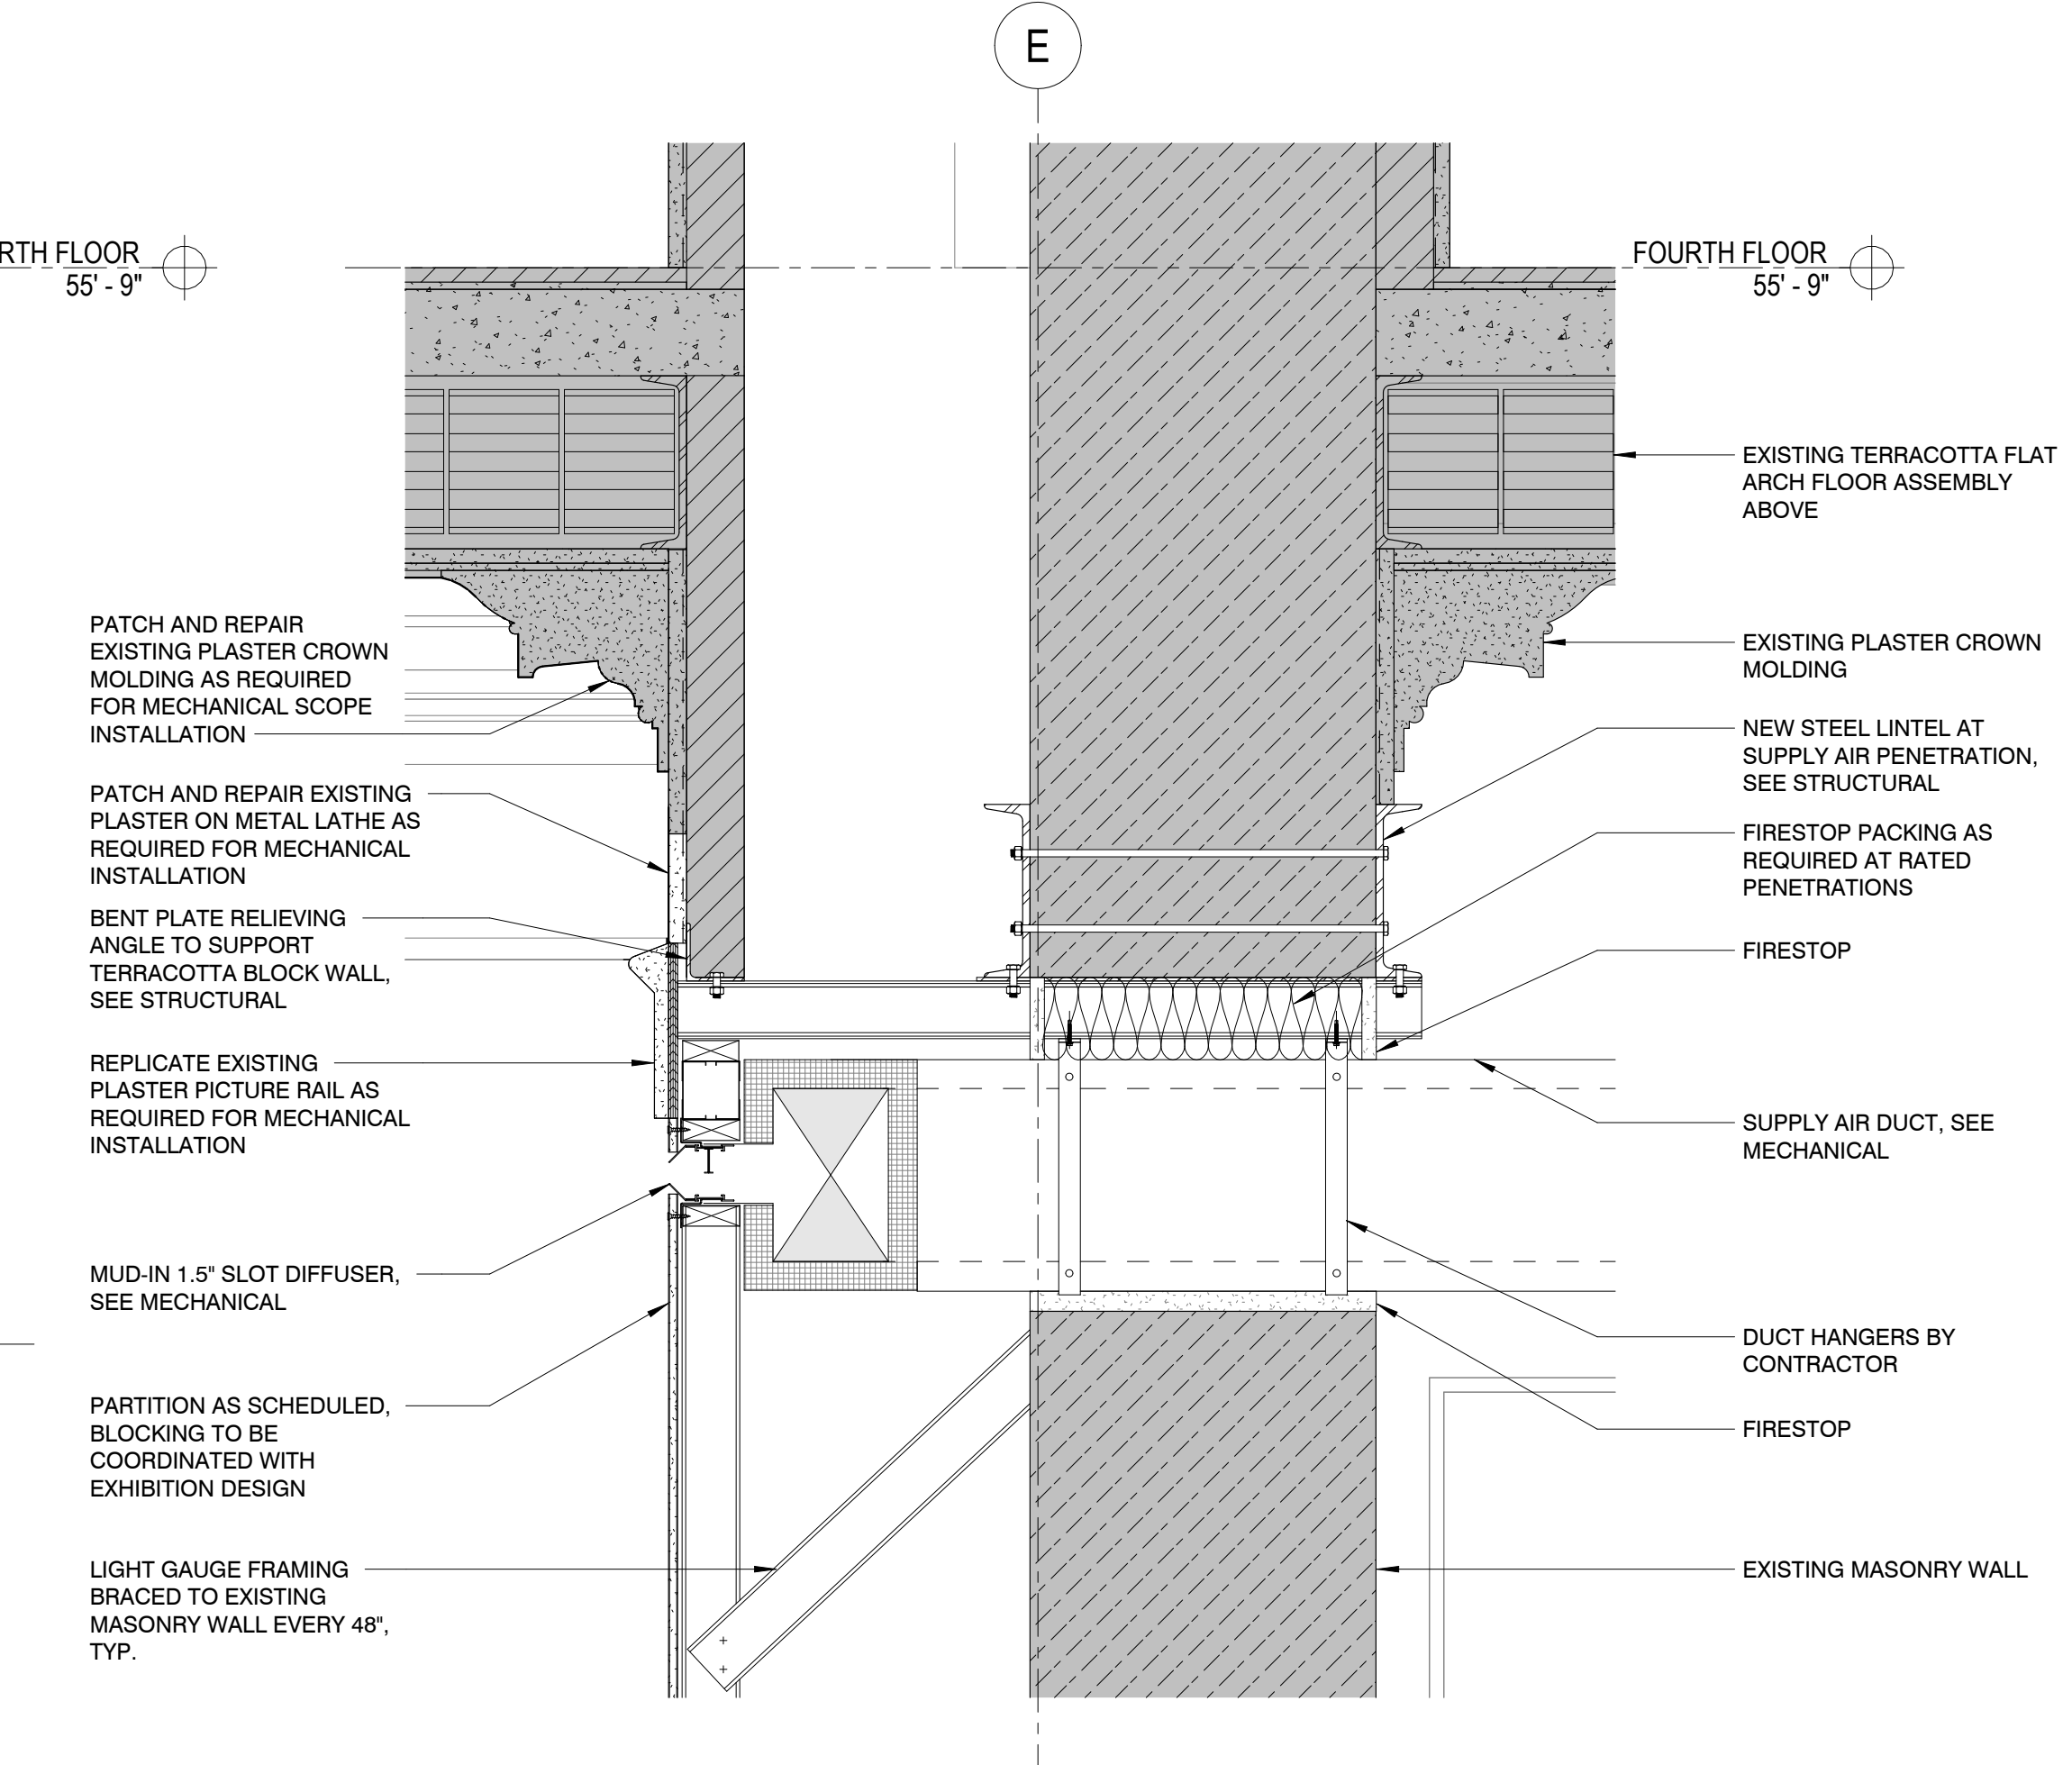 E
RTH FLOOR
55' - 9"
FOURTH FLOOR
55' - 9"
PATCH AND REPAIR
EXISTING PLASTER CROWN
MOLDING AS REQUIRED
FOR MECHANICAL SCOPE
INSTALLATION
PATCH AND REPAIR EXISTING
PLASTER ON METAL LATHE AS
REQUIRED FOR MECHANICAL
INSTALLATION
BENT PLATE RELIEVING
ANGLE TO SUPPORT
TERRACOTTA BLOCK WALL,
SEE STRUCTURAL
REPLICATE EXISTING
PLASTER PICTURE RAIL AS
REQUIRED FOR MECHANICAL
INSTALLATION
MUD-IN 1.5" SLOT DIFFUSER,
SEE MECHANICAL
PARTITION AS SCHEDULED,
BLOCKING TO BE
COORDINATED WITH
EXHIBITION DESIGN
LIGHT GAUGE FRAMING
BRACED TO EXISTING
MASONRY WALL EVERY 48",
TYP.
EXISTING TERRACOTTA FLAT
ARCH FLOOR ASSEMBLY
ABOVE
EXISTING PLASTER CROWN
MOLDING
NEW STEEL LINTEL AT
SUPPLY AIR PENETRATION,
SEE STRUCTURAL
FIRESTOP PACKING AS
REQUIRED AT RATED
PENETRATIONS
FIRESTOP
SUPPLY AIR DUCT, SEE
MECHANICAL
DUCT HANGERS BY
CONTRACTOR
FIRESTOP
EXISTING MASONRY WALL